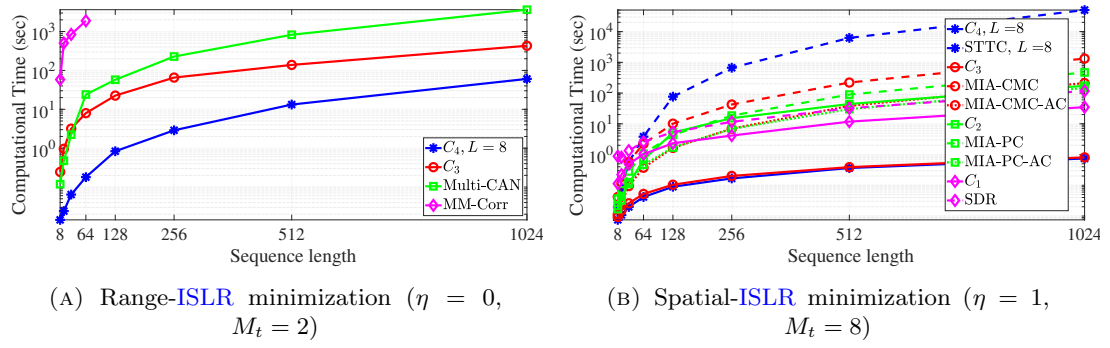 Computational Time (sec)
10^3
10^2
10^1
10^0
C_4, L = 8
C_3
Multi-CAN
MM-Corr
8 64 128 256 512 1024
Sequence length
(A) Range-ISLR minimization (η = 0,
M_t = 2)
Computational Time (sec)
10^4
10^3
10^2
10^1
10^0
C_4, L =8
STTC, L =8
C_3
MIA-CMC
MIA-CMC-AC
C_2
MIA-PC
MIA-PC-AC
C_1
SDR
8 64 128 256 512 1024
Sequence length
(B) Spatial-ISLR minimization (η = 1,
M_t = 8)